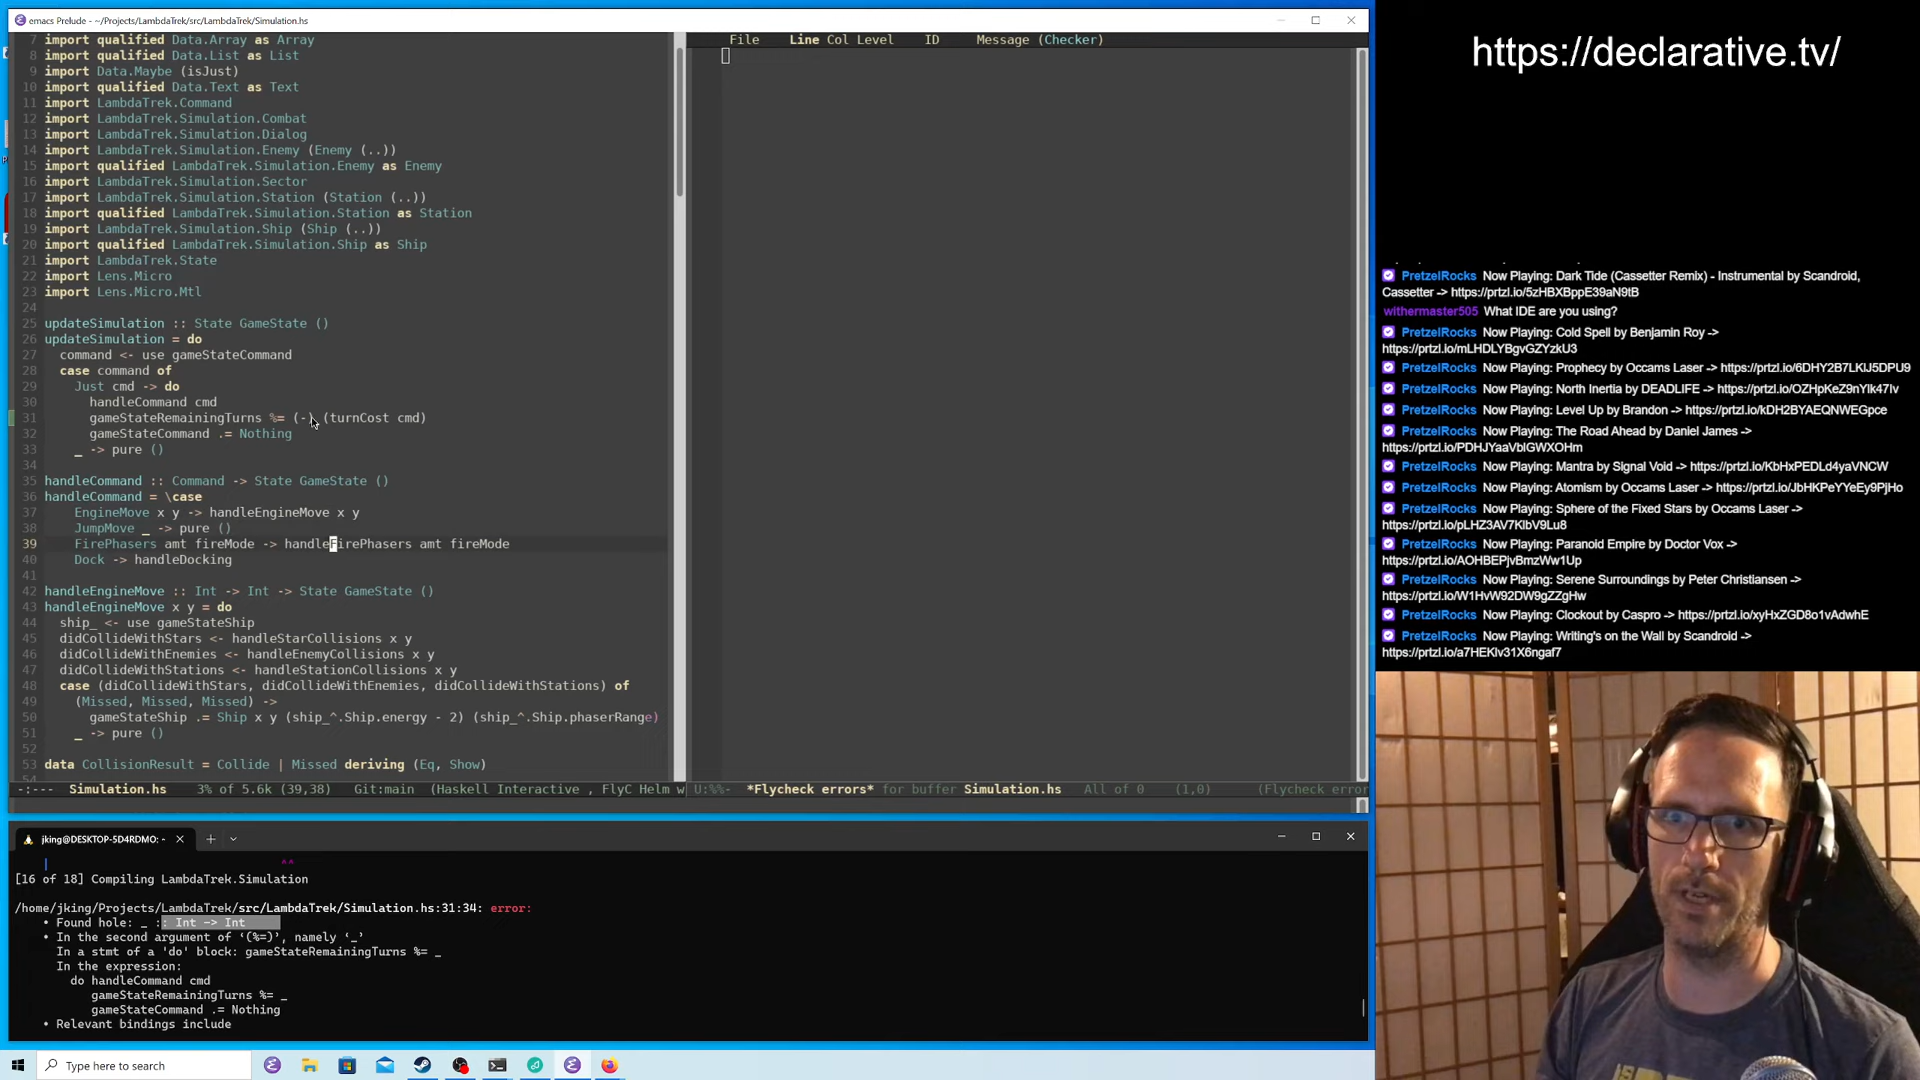 emacs Prelude - ~/Projects/LambdaTrek/src/LambdaTrek/Simulation.hs
7 import qualified Data.Array as Array
8 import qualified Data.List as List
9 import Data.Maybe (isJust)
10 import qualified Data.Text as Text
11 import LambdaTrek.Command
12 import LambdaTrek.Simulation.Combat
13 import LambdaTrek.Simulation.Dialog
14 import LambdaTrek.Simulation.Enemy (Enemy (..))
15 import qualified LambdaTrek.Simulation.Enemy as Enemy
16 import LambdaTrek.Simulation.Sector
17 import LambdaTrek.Simulation.Station (Station (..))
18 import qualified LambdaTrek.Simulation.Station as Station
19 import LambdaTrek.Simulation.Ship (Ship (..))
20 import qualified LambdaTrek.Simulation.Ship as Ship
21 import LambdaTrek.State
22 import Lens.Micro
23 import Lens.Micro.Mtl
24
25 updateSimulation :: State GameState ()
26 updateSimulation = do
27 command <- use gameStateCommand
28 case command of
29 Just cmd -> do
30 handleCommand cmd
31 gameStateRemainingTurns %= (-) (turnCost cmd)
32 gameStateCommand .= Nothing
33 _ -> pure ()
34
35 handleCommand :: Command -> State GameState ()
36 handleCommand = \case
37 EngineMove x y -> handleEngineMove x y
38 JumpMove _ -> pure ()
39 FirePhasers amt fireMode -> handleFirePhasers amt fireMode
40 Dock -> handleDocking
41
42 handleEngineMove :: Int -> Int -> State GameState ()
43 handleEngineMove x y = do
44 ship_ <- use gameStateShip
45 didCollideWithStars <- handleStarCollisions x y
46 didCollideWithEnemies <- handleEnemyCollisions x y
47 didCollideWithStations <- handleStationCollisions x y
48 case (didCollideWithStars, didCollideWithEnemies, didCollideWithStations) of
49 (Missed, Missed, Missed) ->
50 gameStateShip .= Ship x y (ship_^.Ship.energy - 2) (ship_^.Ship.phaserRange)
51 _ -> pure ()
52
53 data CollisionResult = Collide | Missed deriving (Eq, Show)
54
-:--- Simulation.hs 3% of 5.6k (39,38) Git:main (Haskell Interactive , FlyC Helm w
File Line Col Level ID Message (Checker)
U:%%- *Flycheck errors* for buffer Simulation.hs All of 0 (1,0) (Flycheck error
jking@DESKTOP-5D4RDMO: ~
| ^^
[16 of 18] Compiling LambdaTrek.Simulation
/home/jking/Projects/LambdaTrek/src/LambdaTrek/Simulation.hs:31:34: error:
• Found hole: _ :: Int -> Int
• In the second argument of ‘(%=)’, namely ‘_’
In a stmt of a 'do' block: gameStateRemainingTurns %= _
In the expression:
do handleCommand cmd
gameStateRemainingTurns %= _
gameStateCommand .= Nothing
• Relevant bindings include
Type here to search
https://declarative.tv/
PretzelRocks Now Playing: Dark Tide (Cassetter Remix) - Instrumental by Scandroid,
Cassetter -> https://prtzl.io/5zHBXBppE39aN9tB
withermaster505 What IDE are you using?
PretzelRocks Now Playing: Cold Spell by Benjamin Roy ->
https://prtzl.io/mLHDLYBgvGZYzkU3
PretzelRocks Now Playing: Prophecy by Occams Laser -> https://prtzl.io/6DHY2B7LKlJ5DPU9
PretzelRocks Now Playing: North Inertia by DEADLIFE -> https://prtzl.io/OZHpKeZ9nYlk47Iv
PretzelRocks Now Playing: Level Up by Brandon -> https://prtzl.io/kDH2BYAEQNWEGpce
PretzelRocks Now Playing: The Road Ahead by Daniel James ->
https://prtzl.io/PDHJYaaVblGWXOHm
PretzelRocks Now Playing: Mantra by Signal Void -> https://prtzl.io/KbHxPEDLd4yaVNCW
PretzelRocks Now Playing: Atomism by Occams Laser -> https://prtzl.io/JbHKPeYYeEy9PjHo
PretzelRocks Now Playing: Sphere of the Fixed Stars by Occams Laser ->
https://prtzl.io/pLHZ3AV7KlbV9Lu8
PretzelRocks Now Playing: Paranoid Empire by Doctor Vox ->
https://prtzl.io/AOHBEPjvBmzWw1Up
PretzelRocks Now Playing: Serene Surroundings by Peter Christiansen ->
https://prtzl.io/W1HvW92DW9gZZgHw
PretzelRocks Now Playing: Clockout by Caspro -> https://prtzl.io/xyHxZGD8o1vAdwhE
PretzelRocks Now Playing: Writing's on the Wall by Scandroid ->
https://prtzl.io/a7HEKlv31X6ngaf7